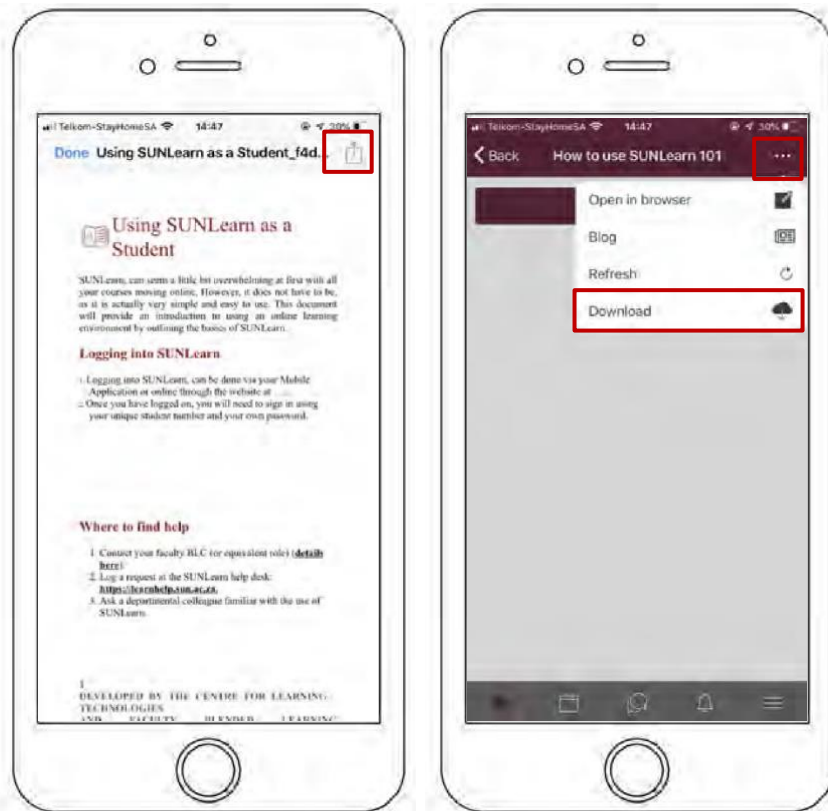 Telkom-StayHomeSA 14:47 30%
Done Using SUNLearn as a Student_f4d...
Using SUNLearn as a
Student
SUNLearn, can seem a little bit overwhelming at first with all
your courses moving online. However, it does not have to be,
as it is actually very simple and easy to use. This document
will provide an introduction to using an online learning
environment by outlining the basics of SUNLearn.
Logging into SUNLearn
1. Logging into SUNLearn, can be done via your Mobile
Application or online through the website at
2. Once you have logged on, you will need to sign in using
your unique student number and your own password.
Where to find help
1. Contact your faculty BLC (or equivalent role) (details
here)
2. Log a request at the SUNLearn help desk:
https://learnhelp.sun.ac.za.
3. Ask a departmental colleague familiar with the use of
SUNLearn.
1
DEVELOPED BY THE CENTRE FOR LEARNING
TECHNOLOGIES
AND FACULTY BLENDED LEARNING
Telkom-StayHomeSA 14:47 30%
Back How to use SUNLearn 101 ...
Open in browser
Blog
Refresh
Download